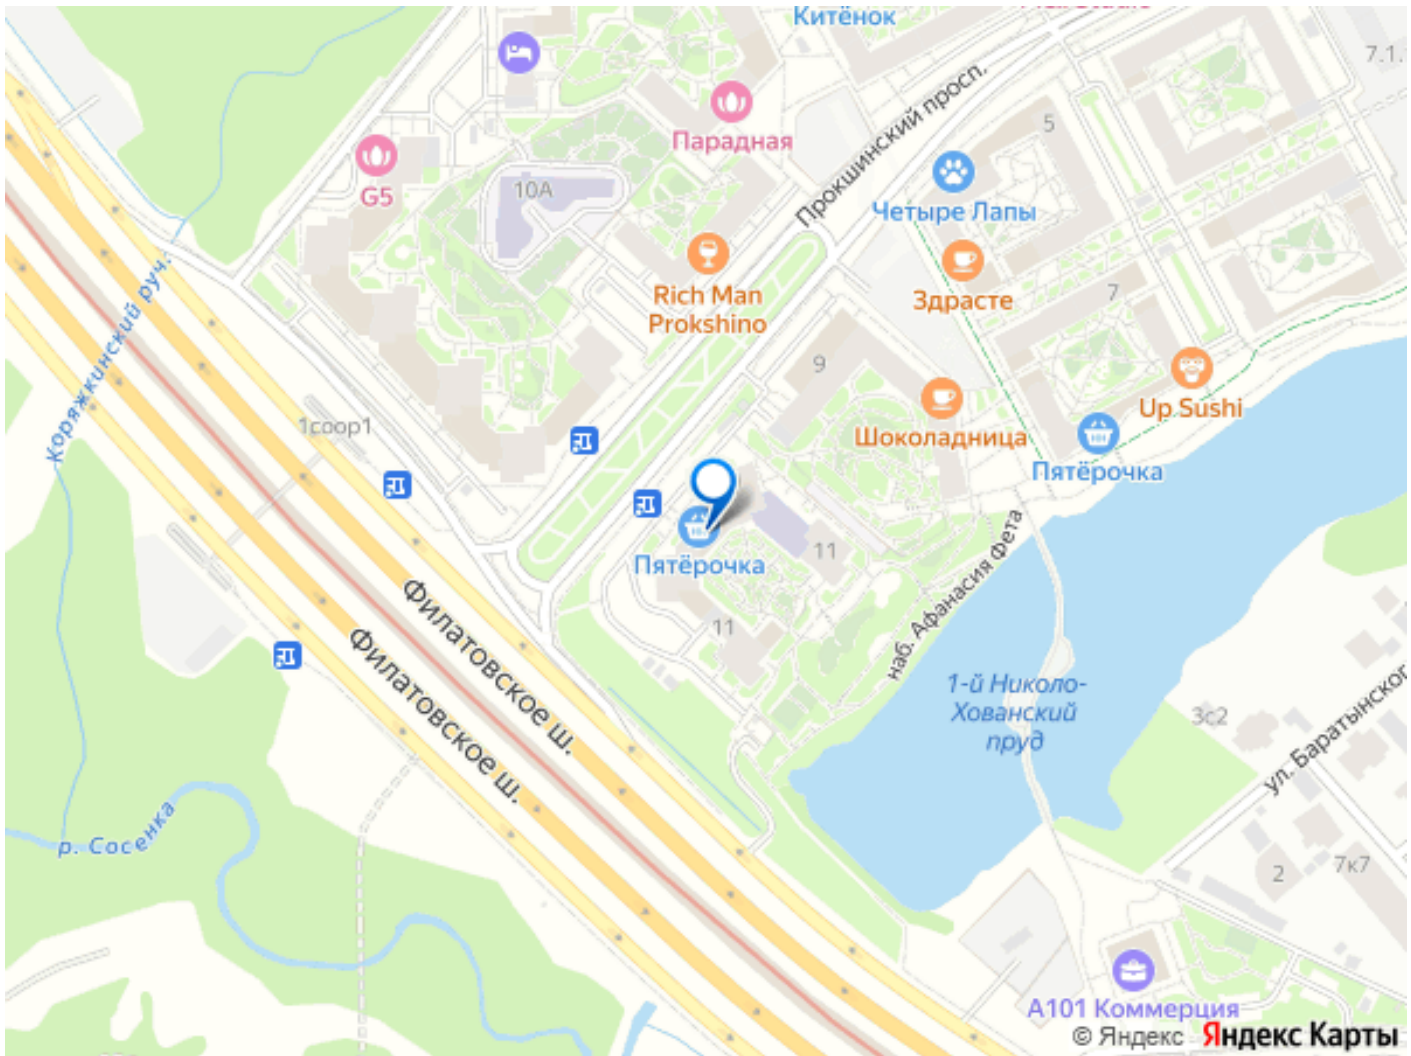 Китёнок
7.1.
Прокшинский просп.
5
Парадная
G5
10А
Четыре Лапы
Rich Man
Prokshino
Здрасте
7
Коряжкинский руч.
9
Up Sushi
1соор1
Шоколадница
Пятёрочка
Пятёрочка
11
наб. Афанасия Фета
11
Филатовское ш.
Филатовское ш.
1-й Николо-
Хованский
пруд
3с2
ул. Баратынског
р. Сосенка
2
7к7
А101 Коммерция
© Яндекс Яндекс Карты